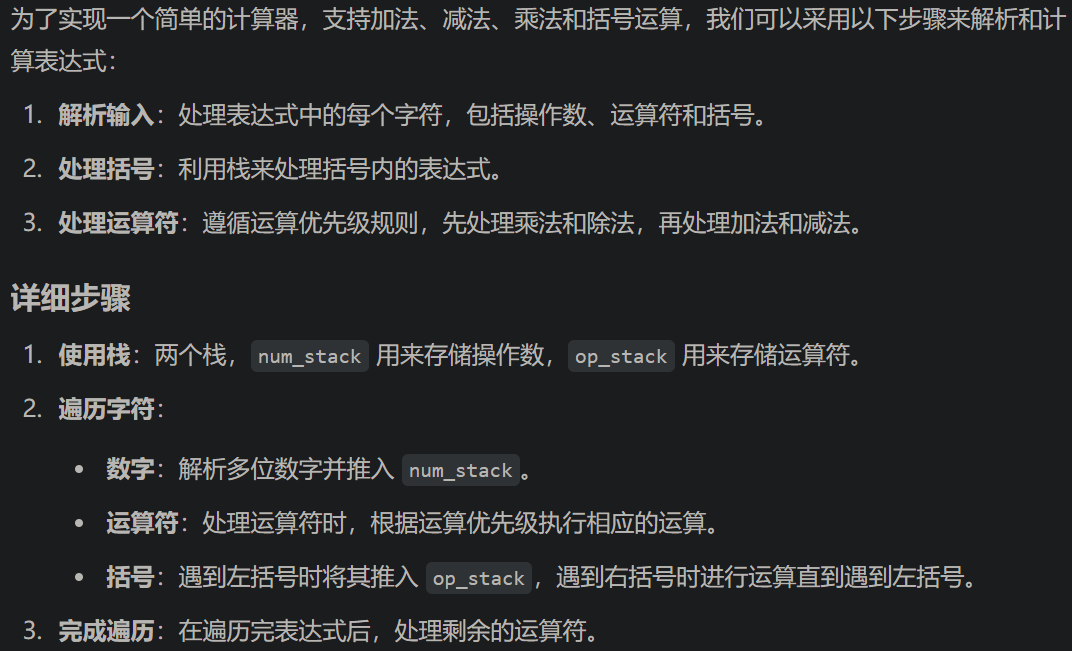 为了实现一个简单的计算器，支持加法、减法、乘法和括号运算，我们可以采用以下步骤来解析和计
算表达式：
1. 解析输入：处理表达式中的每个字符，包括操作数、运算符和括号。
2. 处理括号：利用栈来处理括号内的表达式。
3. 处理运算符：遵循运算优先级规则，先处理乘法和除法，再处理加法和减法。
详细步骤
1. 使用栈：两个栈，num_stack 用来存储操作数，op_stack 用来存储运算符。
2. 遍历字符：
• 数字：解析多位数字并推入 num_stack。
• 运算符：处理运算符时，根据运算优先级执行相应的运算。
• 括号：遇到左括号时将其推入 op_stack，遇到右括号时进行运算直到遇到左括号。
3. 完成遍历：在遍历完表达式后，处理剩余的运算符。